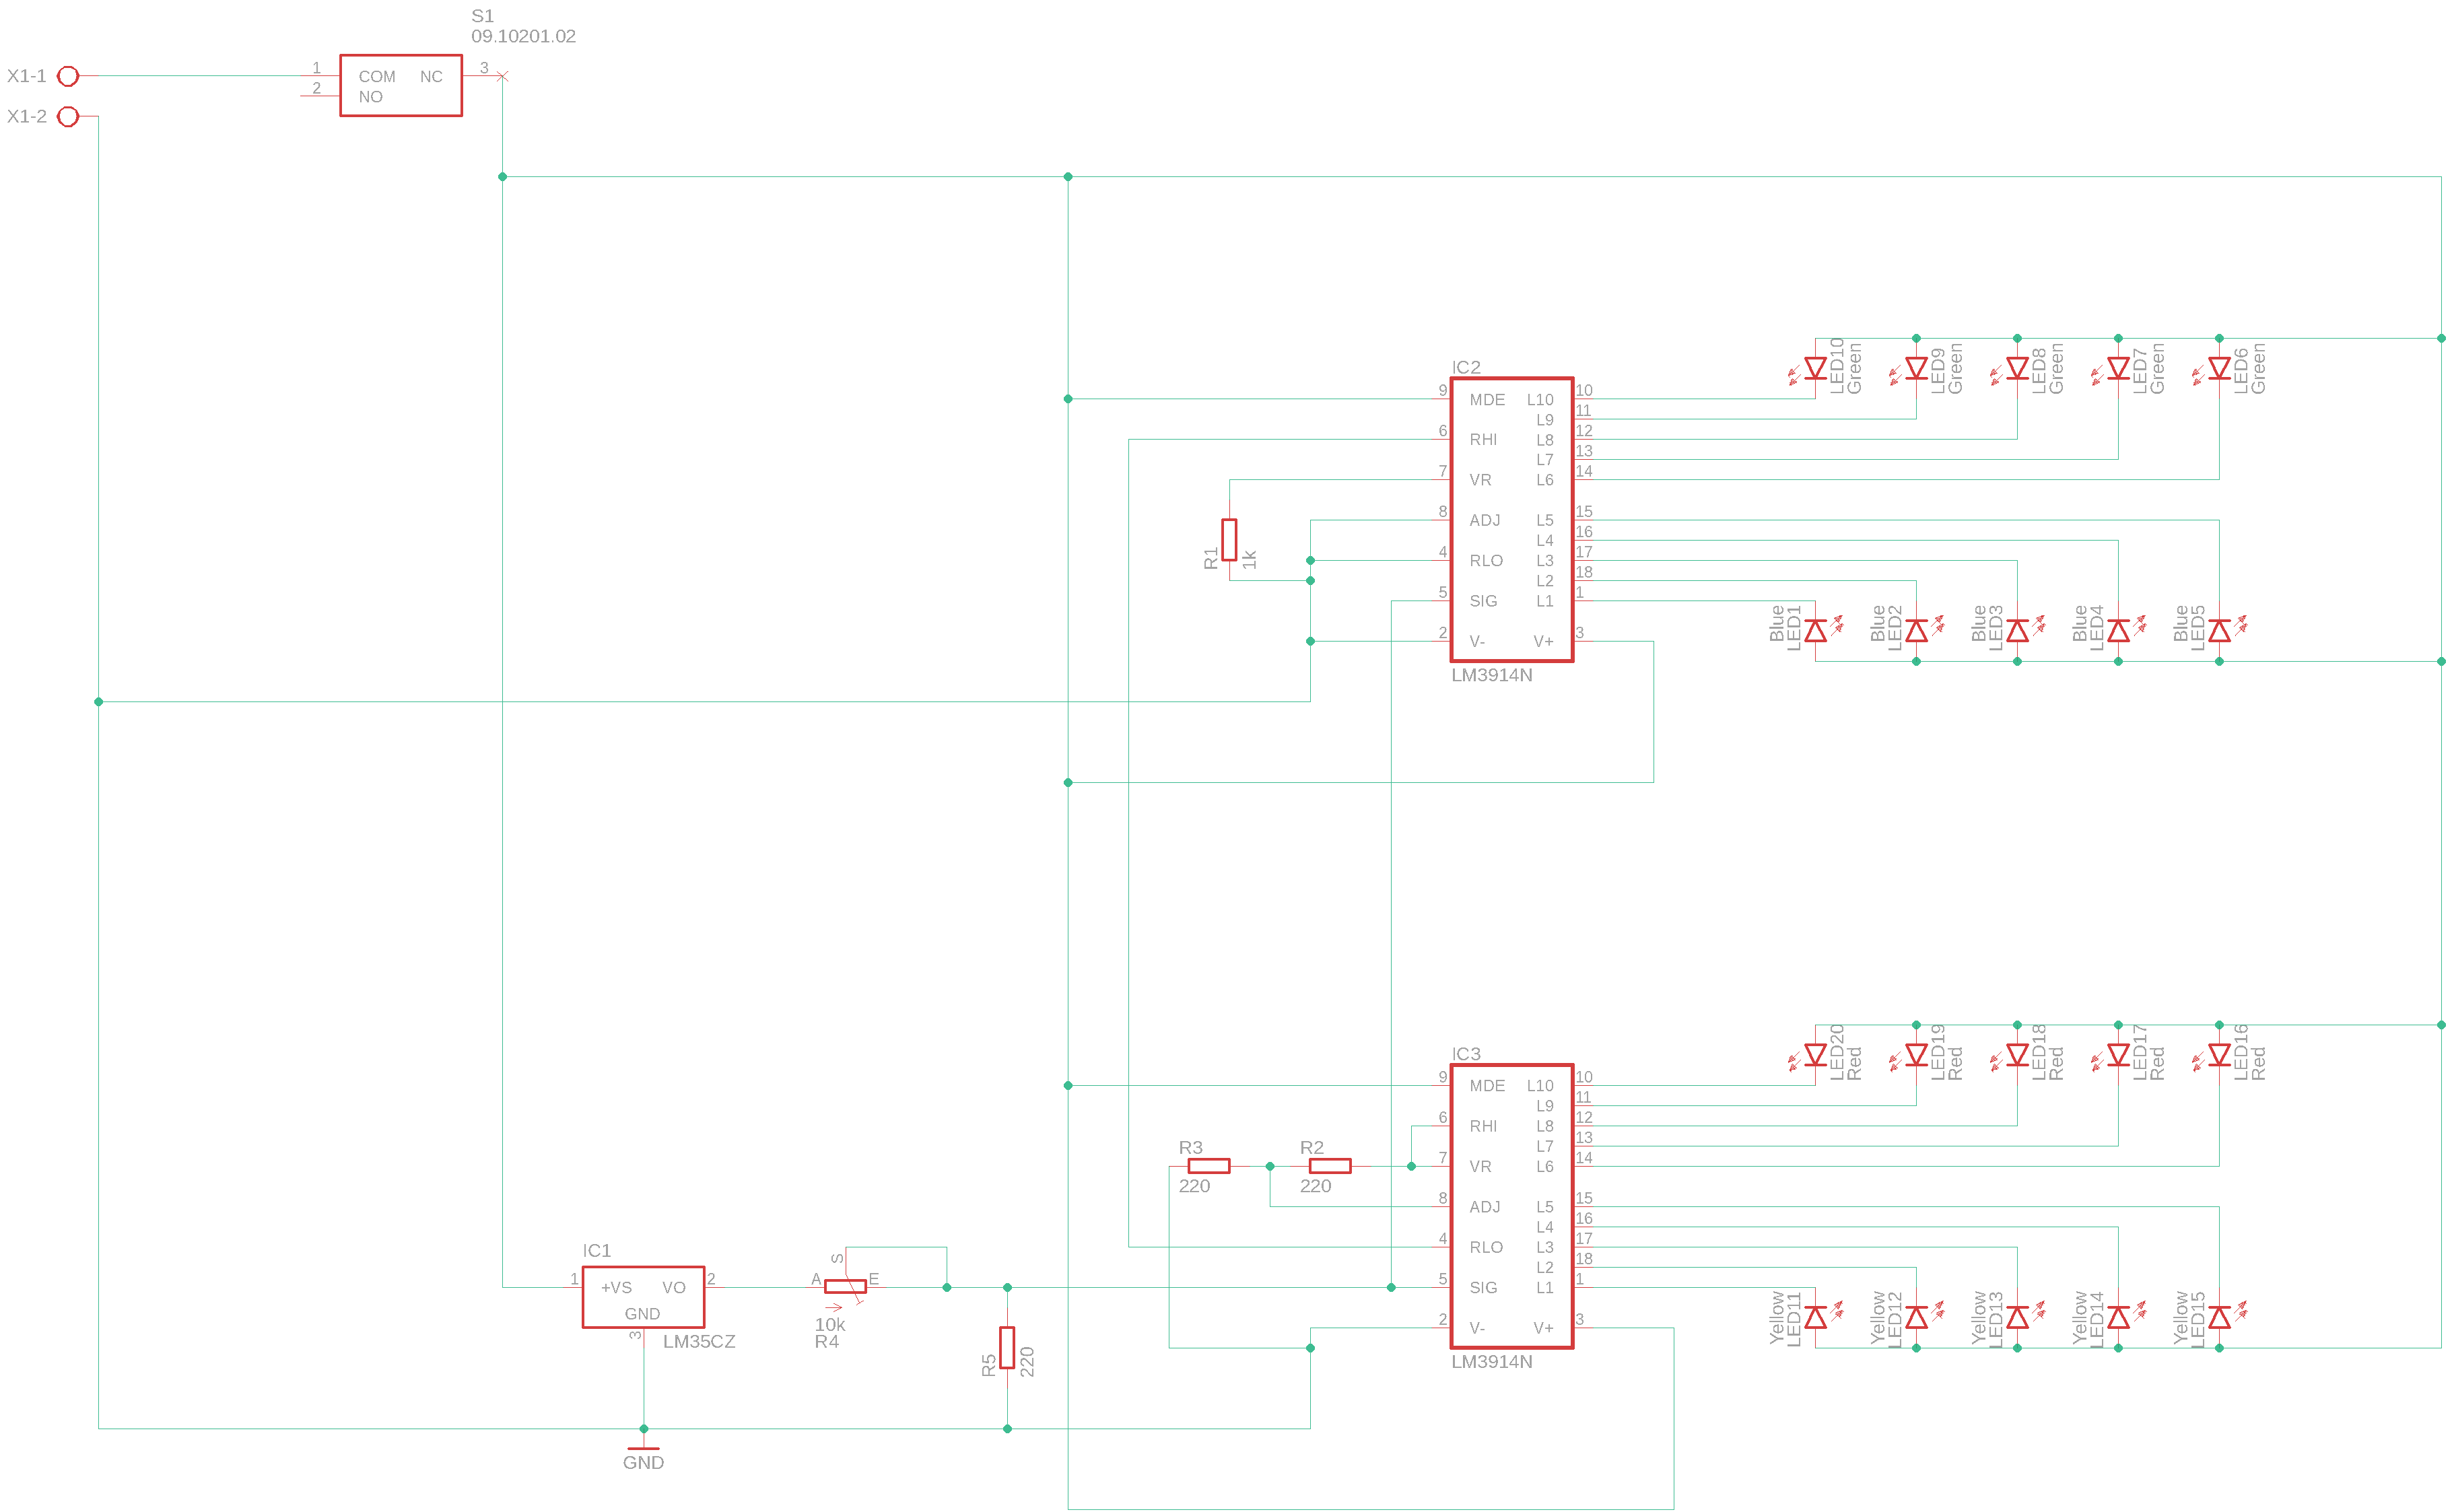 S1
09.10201.02
X1-1
1
COM
NC
3
2
NO
X1-2
IC2
9
MDE
L10
10
L9
11
6
RHI
L8
12
L7
13
7
VR
L6
14
8
ADJ
L5
15
L4
16
4
RLO
L3
17
L2
18
5
SIG
L1
1
2
V-
V+
3
LM3914N
R1
1k
LED10
Green
LED9
Green
LED8
Green
LED7
Green
LED6
Green
Blue
LED1
Blue
LED2
Blue
LED3
Blue
LED4
Blue
LED5
IC3
9
MDE
L10
10
L9
11
6
RHI
L8
12
L7
13
7
VR
L6
14
8
ADJ
L5
15
L4
16
4
RLO
L3
17
L2
18
5
SIG
L1
1
2
V-
V+
3
LM3914N
R3
220
R2
220
LED20
Red
LED19
Red
LED18
Red
LED17
Red
LED16
Red
Yellow
LED11
Yellow
LED12
Yellow
LED13
Yellow
LED14
Yellow
LED15
IC1
1
+VS
VO
2
GND
3
LM35CZ
S
A
E
10k
R4
R5
220
GND